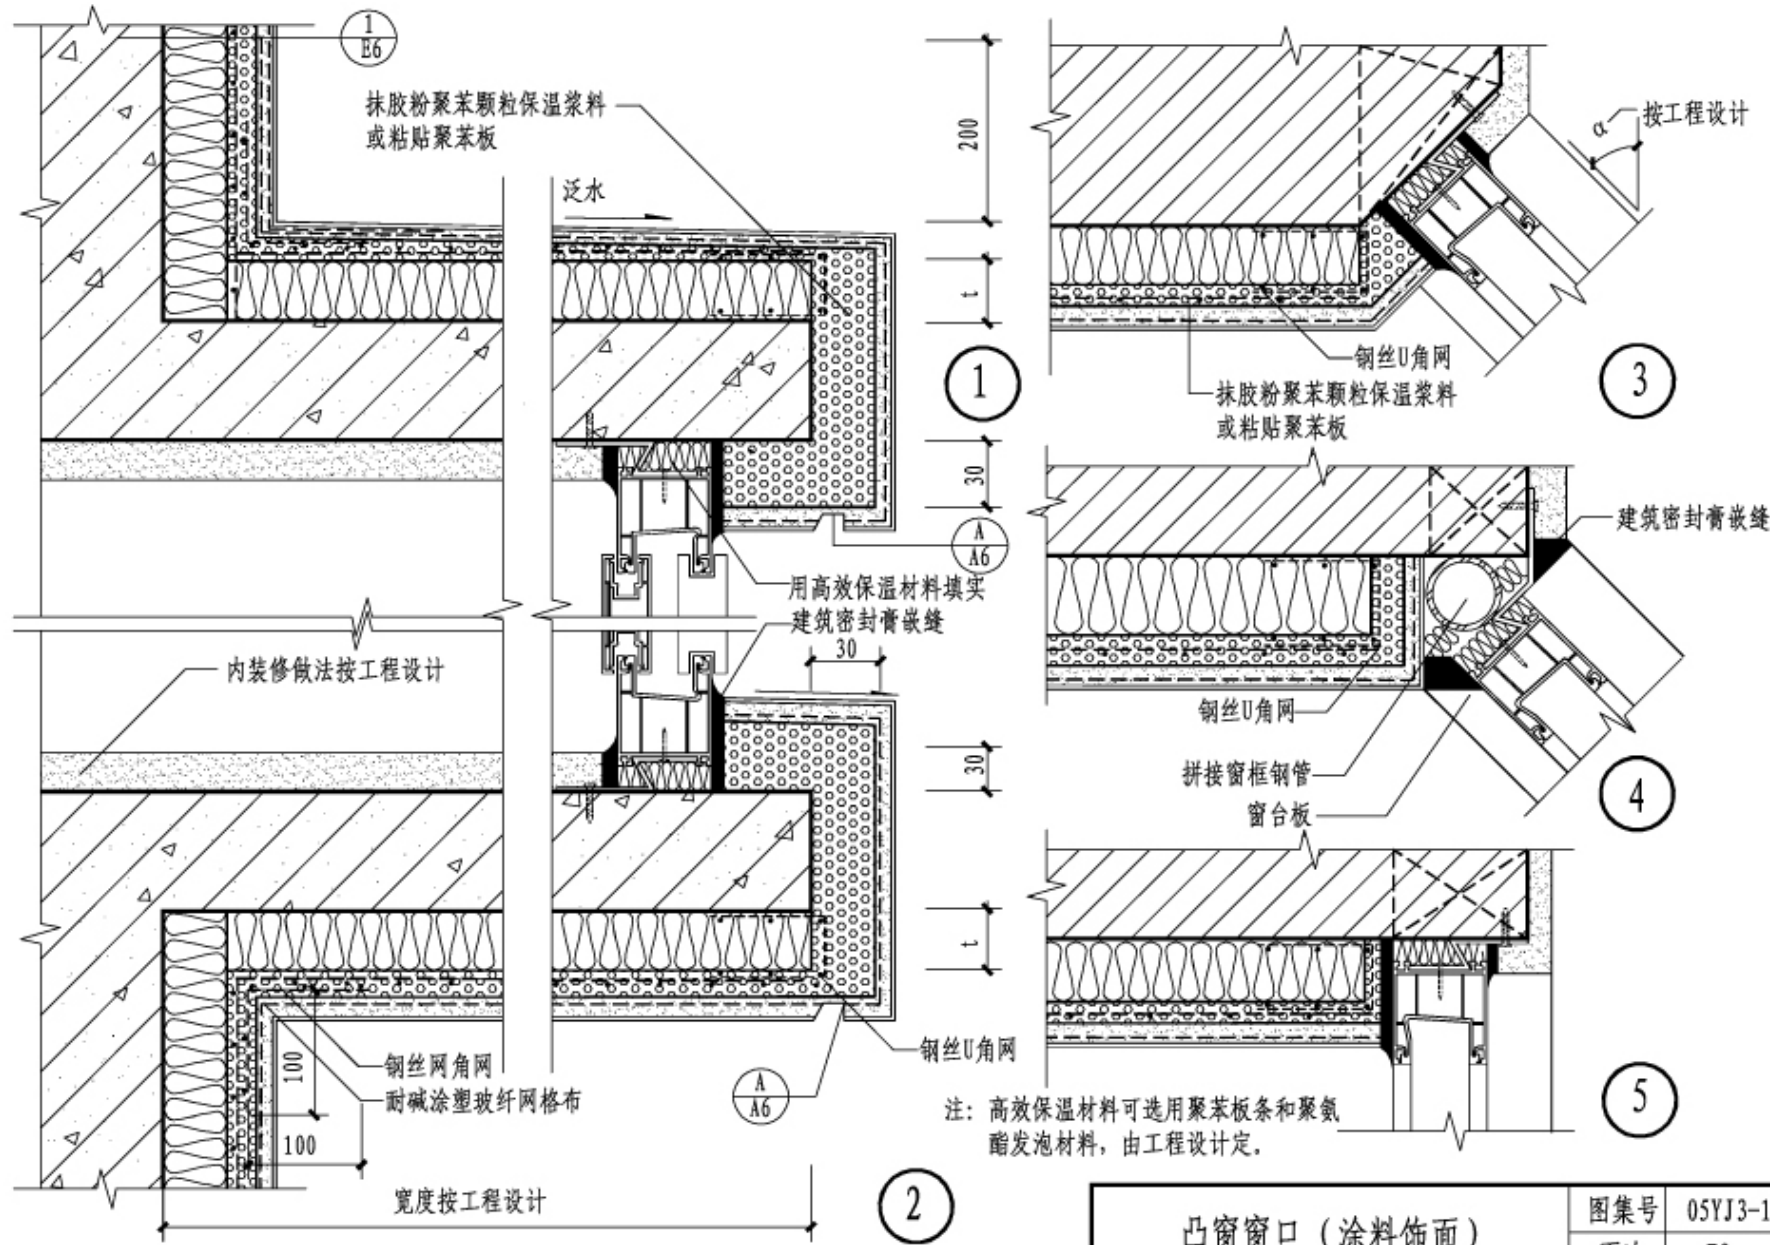 1
E6
抹胶粉聚苯颗粒保温浆料
或粘贴聚苯板
泛水
200
t
1
30
A
A6
用高效保温材料填实
建筑密封膏嵌缝
30
内装修做法按工程设计
30
t
钢丝U角网
钢丝网角网
耐碱涂塑玻纤网格布
100
100
A
A6
宽度按工程设计
2
α
按工程设计
钢丝U角网
抹胶粉聚苯颗粒保温浆料
或粘贴聚苯板
3
建筑密封膏嵌缝
钢丝U角网
拼接窗框钢管
窗台板
4
5
注：高效保温材料可选用聚苯板条和聚氨
酯发泡材料，由工程设计定。
凸窗窗口（涂料饰面）
图集号 05YJ3-1